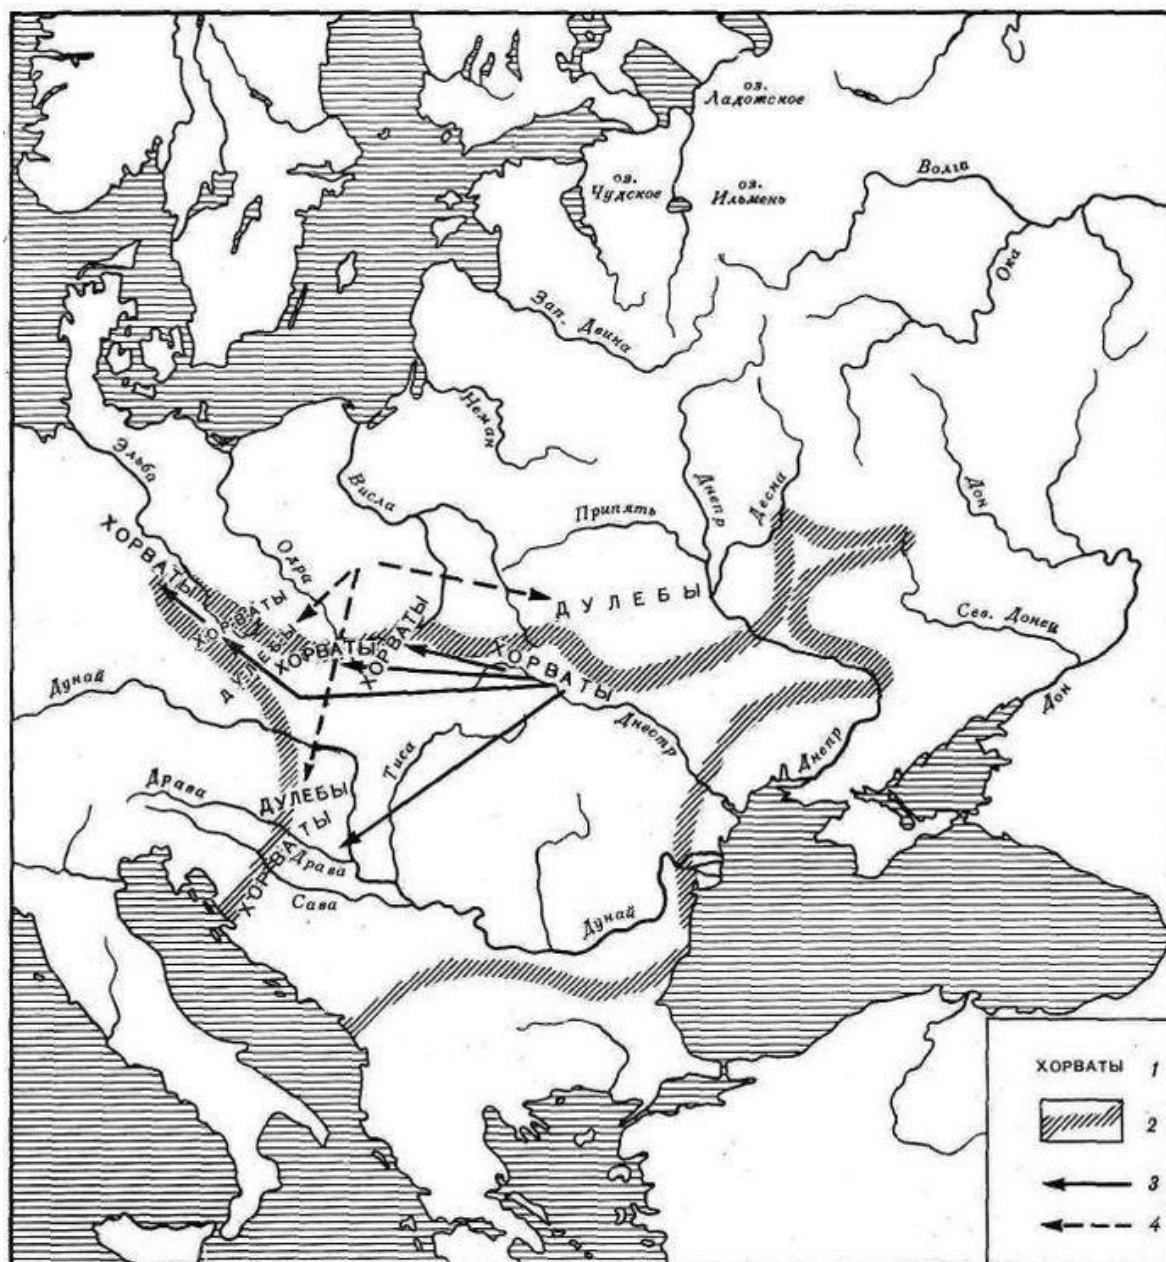 оз.
Ладожское
Волга
оз.
Чудское
оз.
Ильмень
Ока
Зап. Двина
Неман
Эльба
Висла
Днепр
Десна
Дон
Припять
Одра
ХОРВАТЫ
ДУЛЕБЫ
Сев. Донец
ХОРВАТЫ
ХОРВАТЫ
ХОРВАТЫ
Дунай
Днестр
Дон
Тиса
Днепр
Драва
ДУЛЕБЫ
ХОРВАТЫ
Драва
Сава
Дунай
ХОРВАТЫ 1
2
3
4